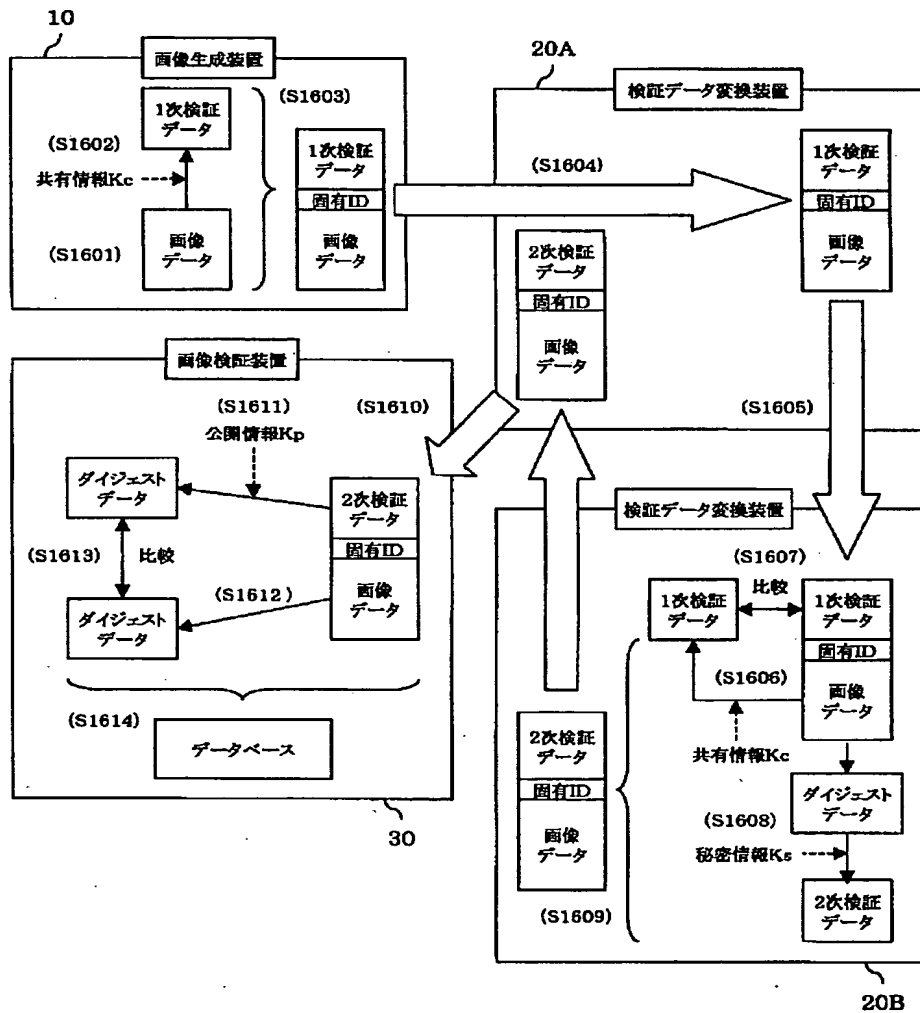 10
画像生成装置
(S1603)
1次検証
データ
(S1602)
共有情報Kc
(S1601)
画像
データ
1次検証
データ
固有ID
画像
データ
20A
検証データ変換装置
(S1604)
1次検証
データ
固有ID
画像
データ
2次検証
データ
固有ID
画像
データ
(S1605)
画像検証装置
(S1611)
公開情報Kp
(S1610)
ダイジェスト
データ
2次検証
データ
固有ID
画像
データ
(S1613)
比較
(S1612)
ダイジェスト
データ
(S1614)
データベース
30
検証データ変換装置
(S1607)
比較
1次検証
データ
1次検証
データ
固有ID
画像
データ
(S1606)
共有情報Kc
2次検証
データ
固有ID
画像
データ
ダイジェスト
データ
(S1608)
秘密情報Ks
2次検証
データ
(S1609)
20B